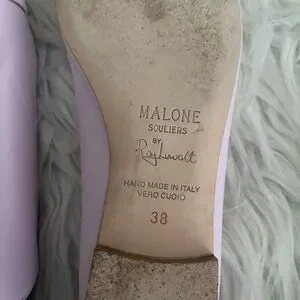 MALONE
SOULIERS
BY
Roy Luwolt
HAND MADE IN ITALY
VERO CUOIO
38